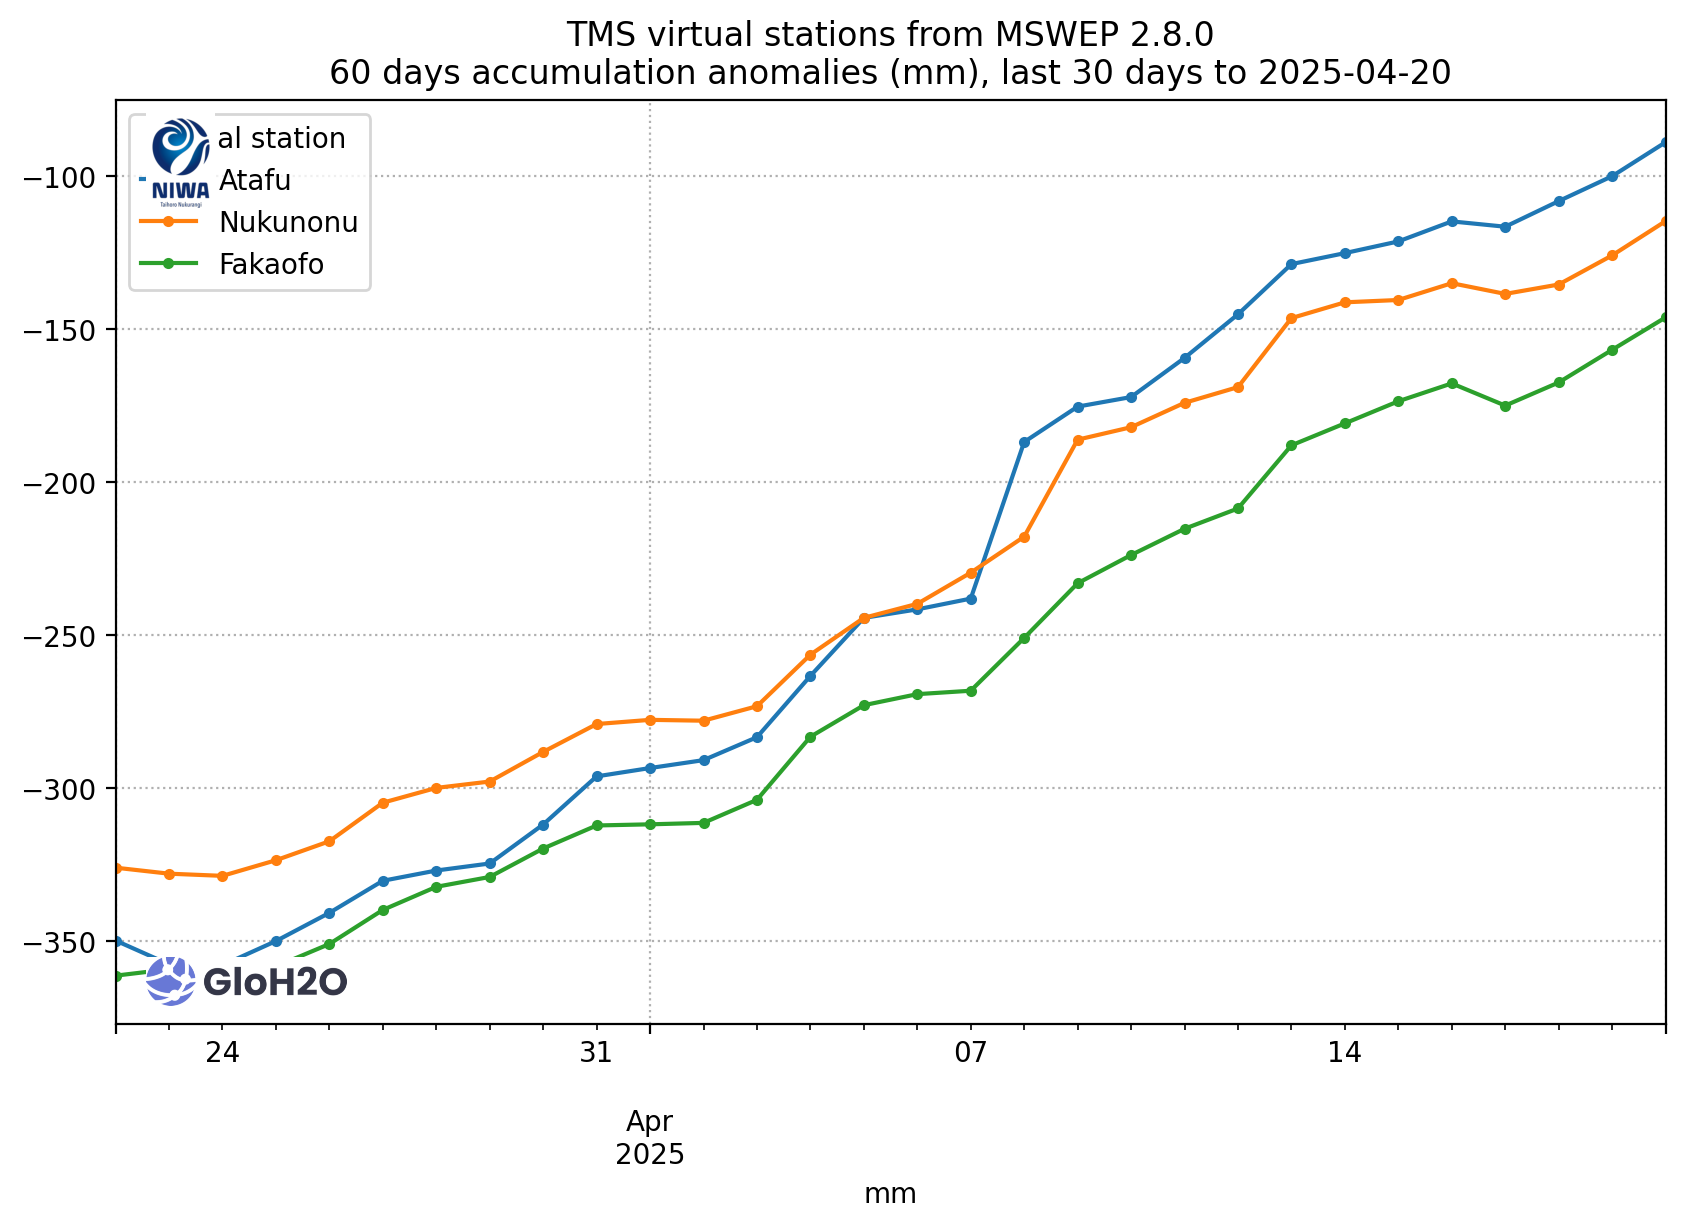 TMS virtual stations from MSWEP 2.8.0
60 days accumulation anomalies (mm), last 30 days to 2025-04-20
al station
Atafu
Nukunonu
Fakaofo
NIWA
Taihoro Nukurangi
−100
−150
−200
−250
−300
−350
GloH2O
24
31
07
14
Apr
2025
mm